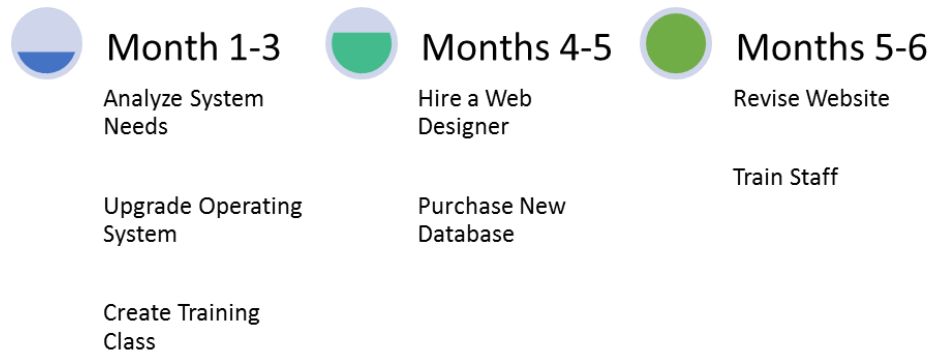 Month 1-3
Analyze System
Needs
Upgrade Operating
System
Create Training
Class
Months 4-5
Hire a Web
Designer
Purchase New
Database
Months 5-6
Revise Website
Train Staff